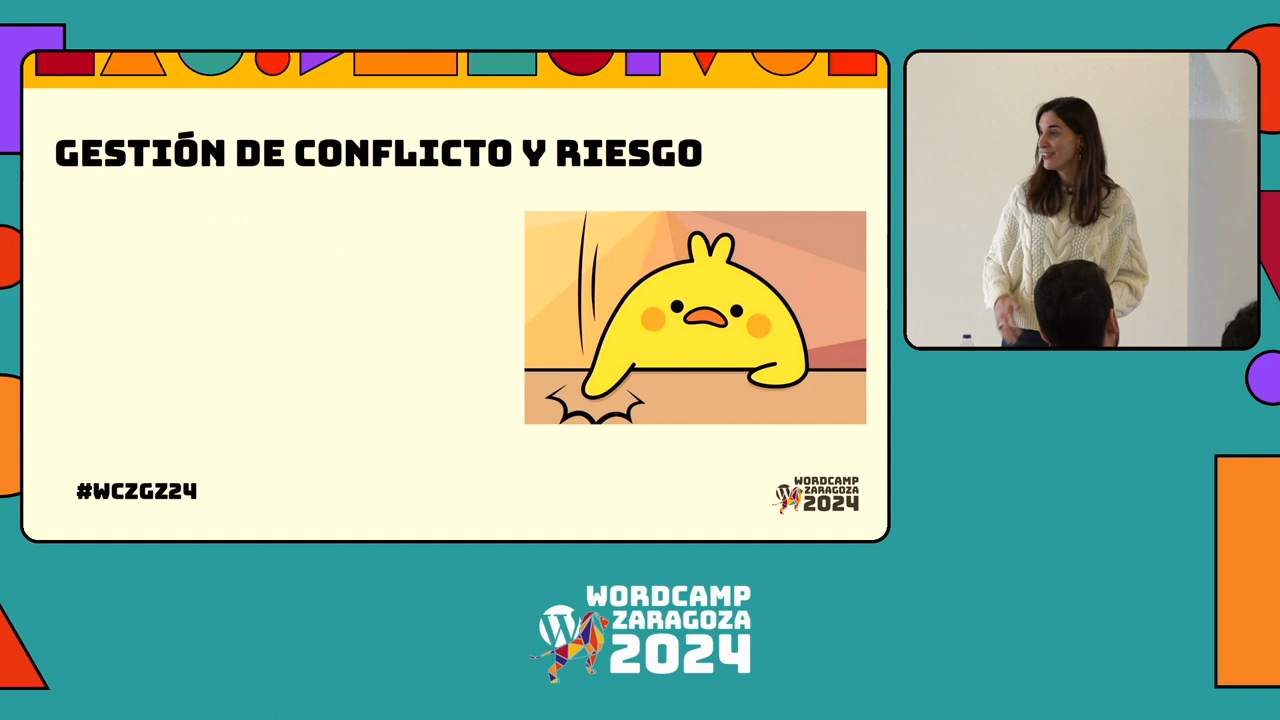 GESTIÓN DE CONFLICTO Y RIESGO
#WCZGZ24
WORDCAMP
ZARAGOZA
2024
WORDCAMP
ZARAGOZA
2024